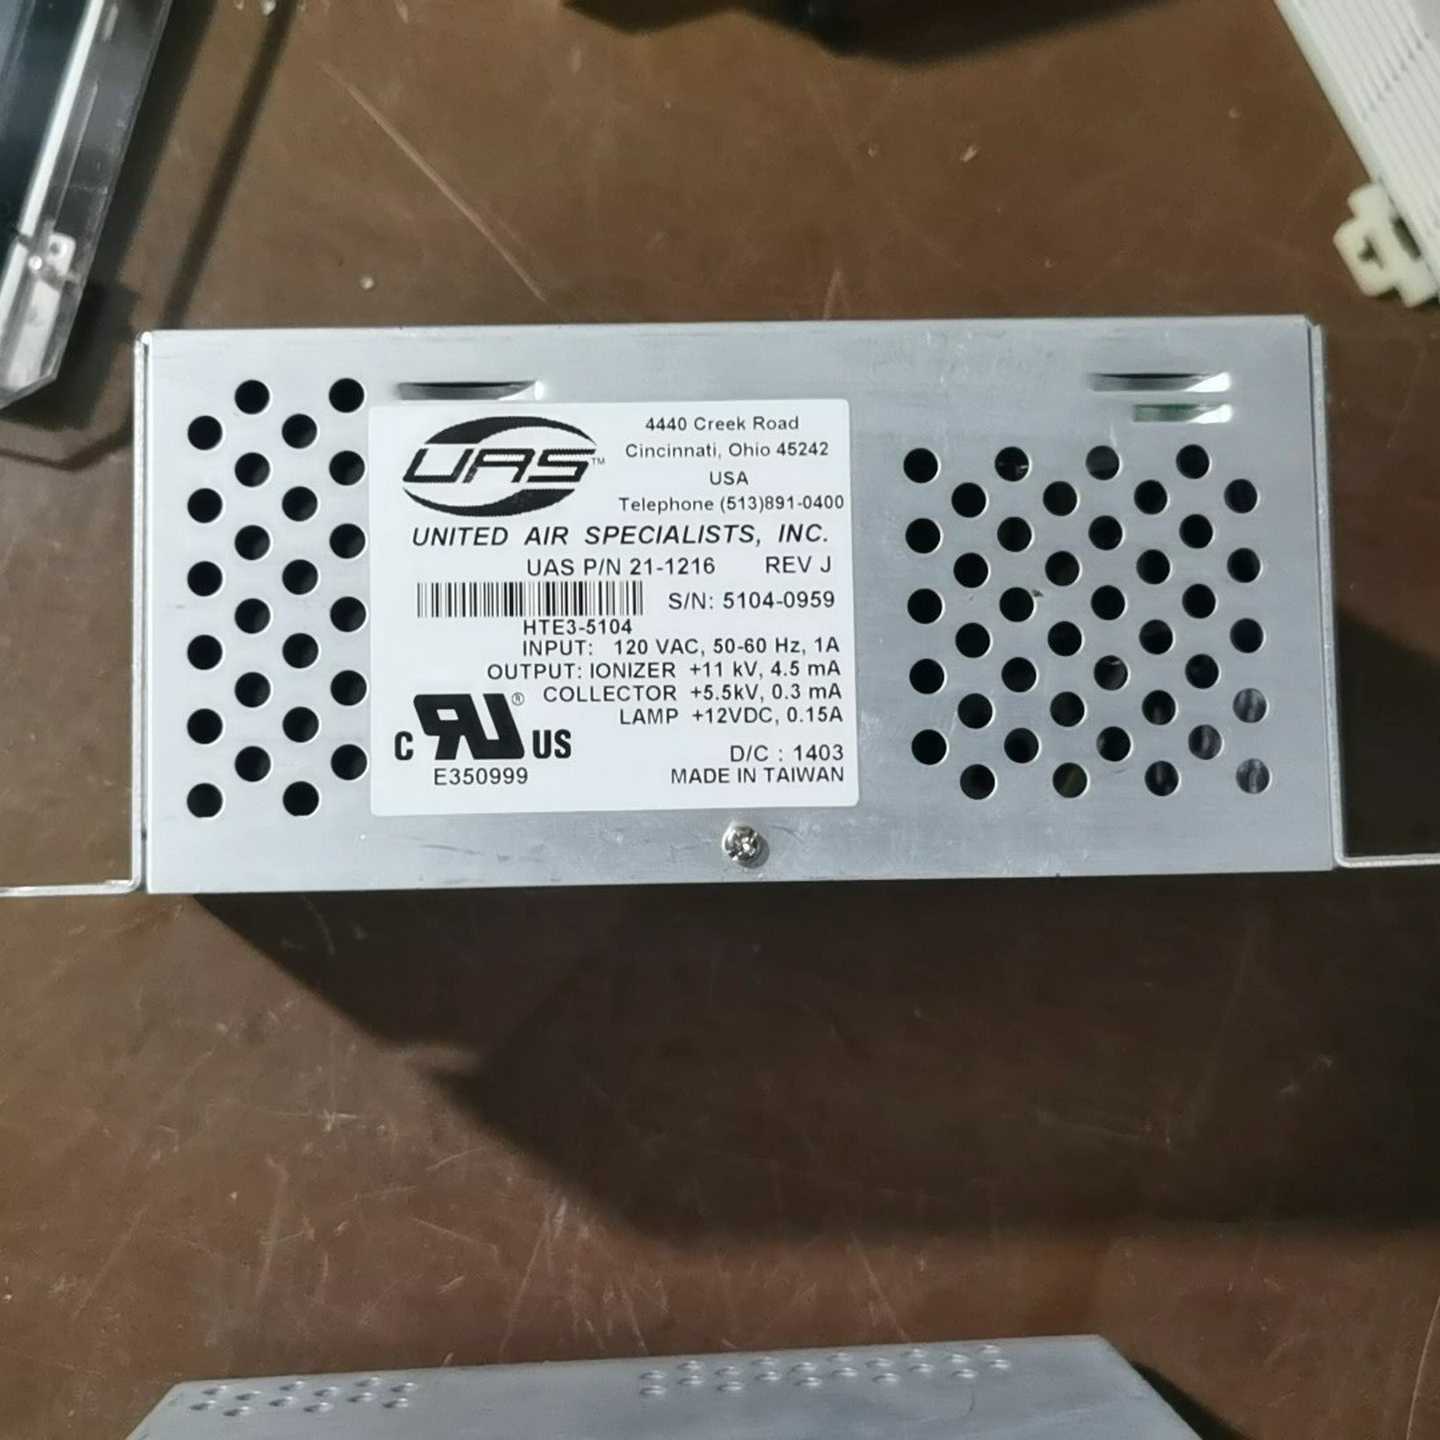 UAS™
4440 Creek Road
Cincinnati, Ohio 45242
USA
Telephone (513)891-0400
UNITED AIR SPECIALISTS, INC.
UAS P/N 21-1216 REV J
S/N: 5104-0959
HTE3-5104
INPUT: 120 VAC, 50-60 Hz, 1A
OUTPUT: IONIZER +11 kV, 4.5 mA
COLLECTOR +5.5kV, 0.3 mA
LAMP +12VDC, 0.15A
C RU® US
E350999
D/C : 1403
MADE IN TAIWAN